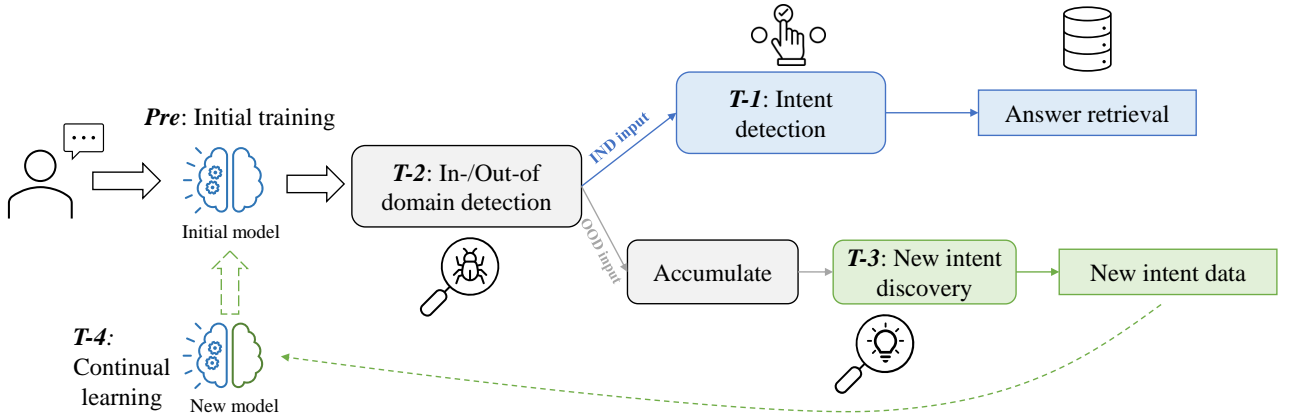 Pre: Initial training
Initial model
T-2: In-/Out-of
domain detection
IND input
T-1: Intent
detection
Answer retrieval
OOD input
Accumulate
T-3: New intent
discovery
New intent data
T-4:
Continual
learning
New model